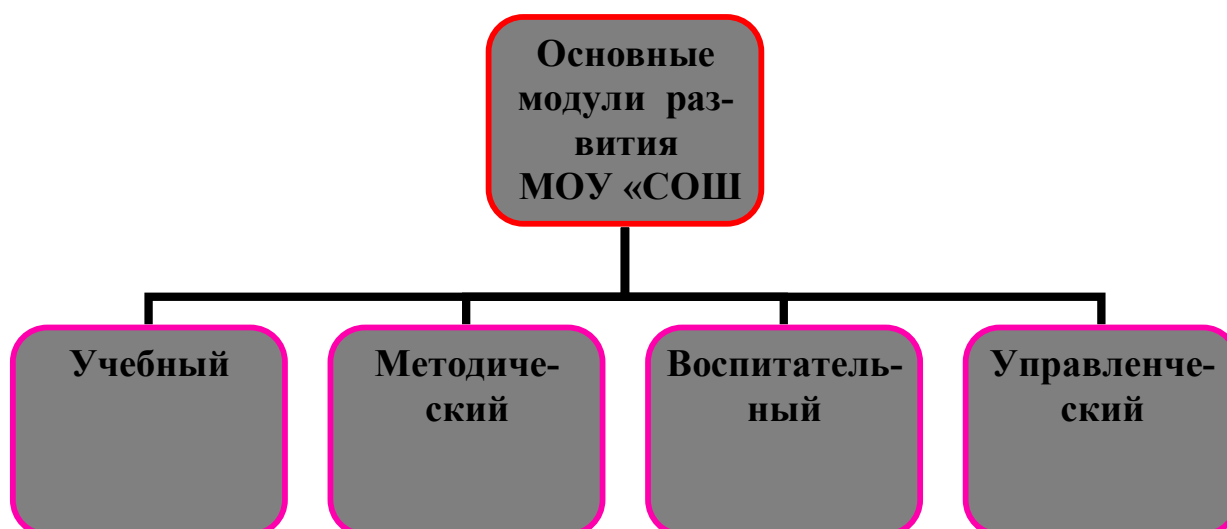 Основные
модули раз-
вития
МОУ «СОШ
Учебный
Методиче-
ский
Воспитатель-
ный
Управленче-
ский